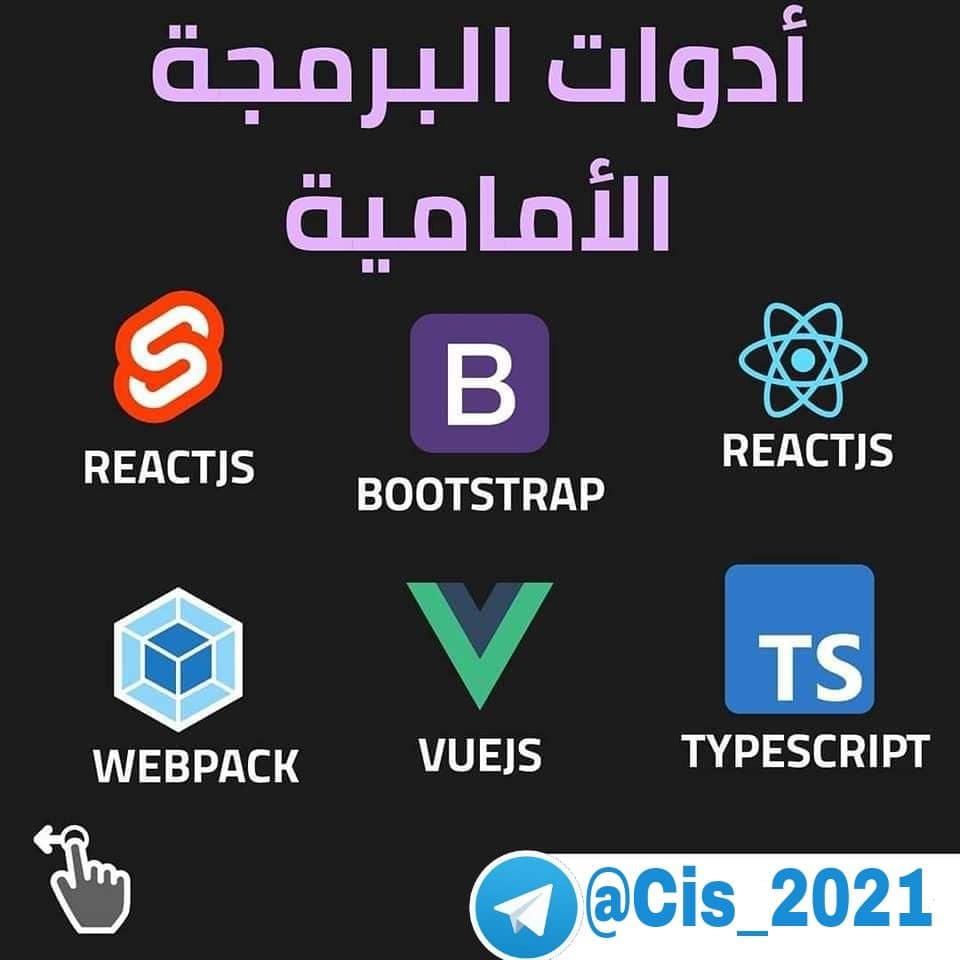 أدوات البرمجة
الأمامية
REACTJS
BOOTSTRAP
REACTJS
TS
TYPESCRIPT
VUEJS
WEBPACK
@Cis_2021